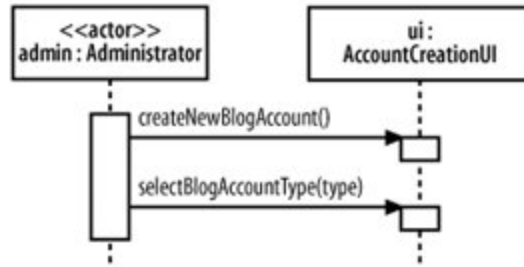 <<actor>>
admin : Administrator
ui :
AccountCreationUI
createNewBlogAccount()
selectBlogAccountType(type)